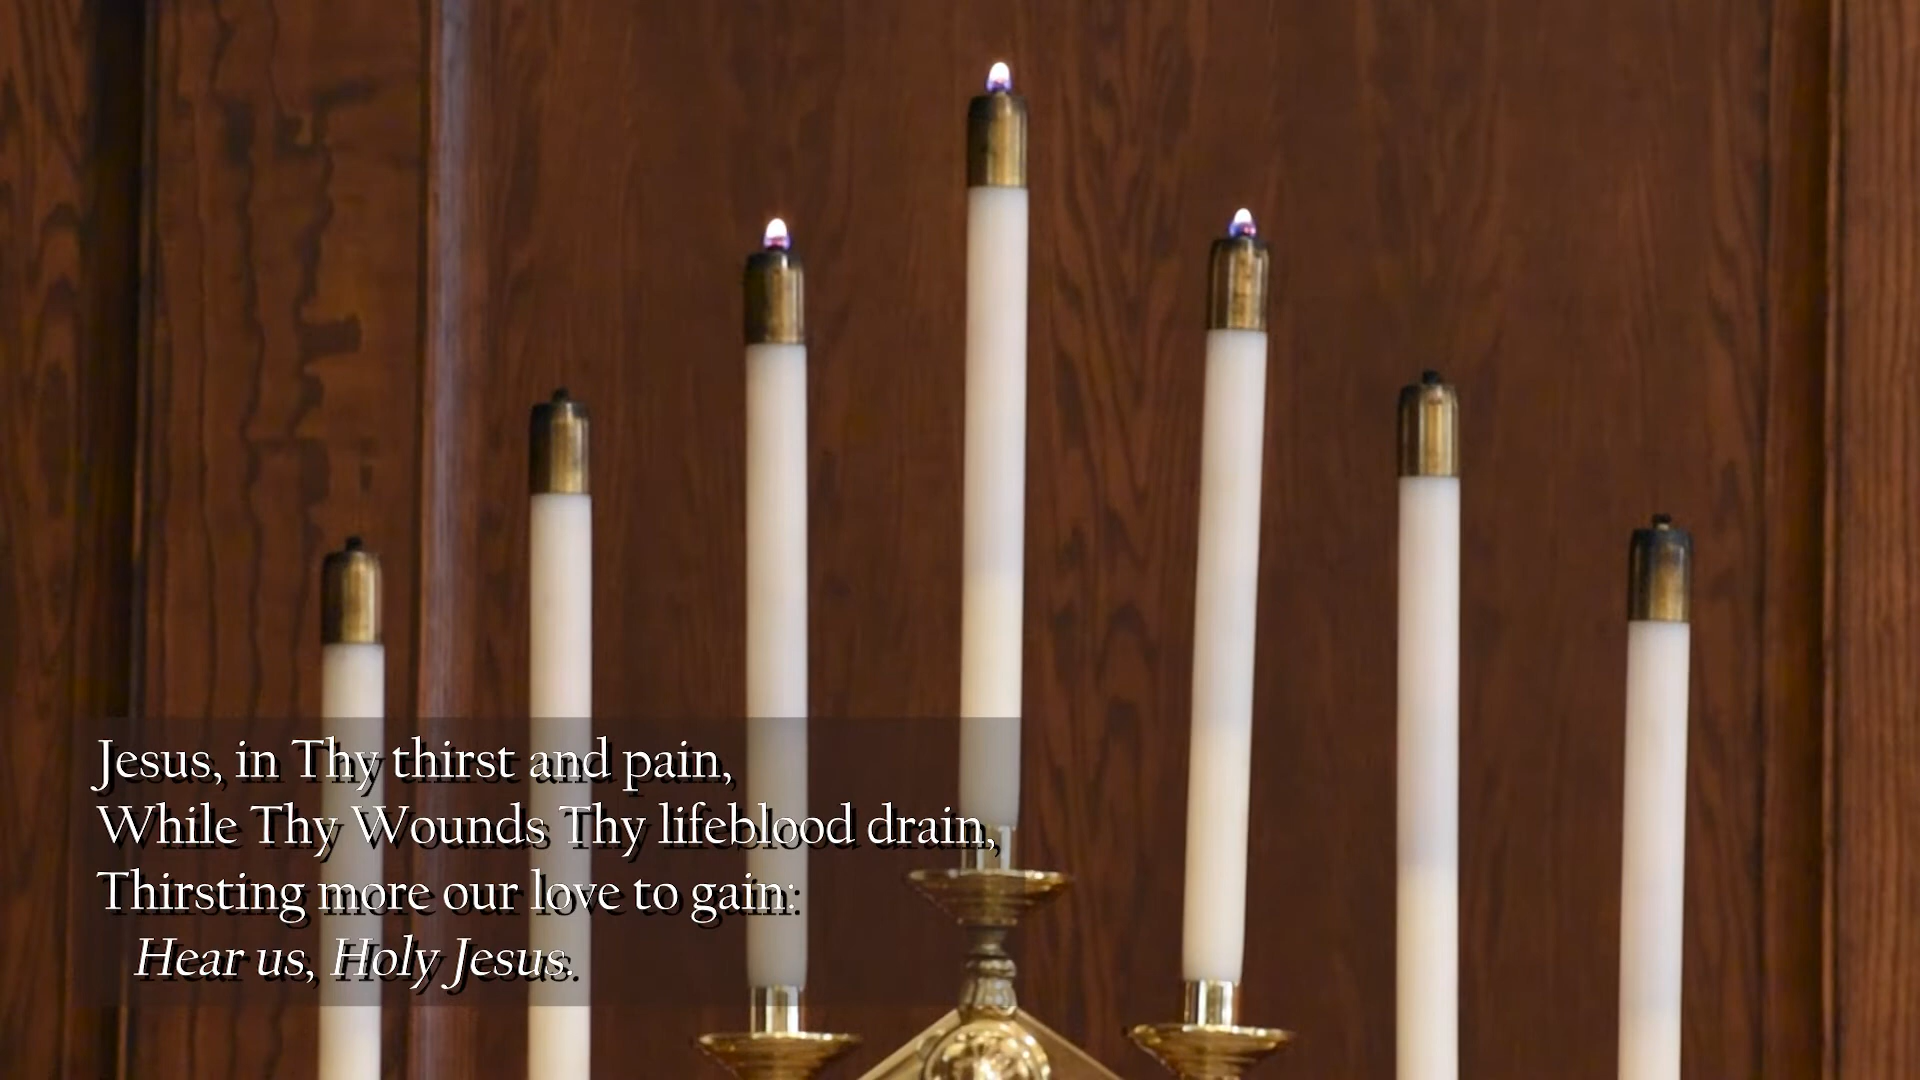 Jesus, in Thy thirst and pain,
While Thy Wounds Thy lifeblood drain,
Thirsting more our love to gain:
Hear us, Holy Jesus.